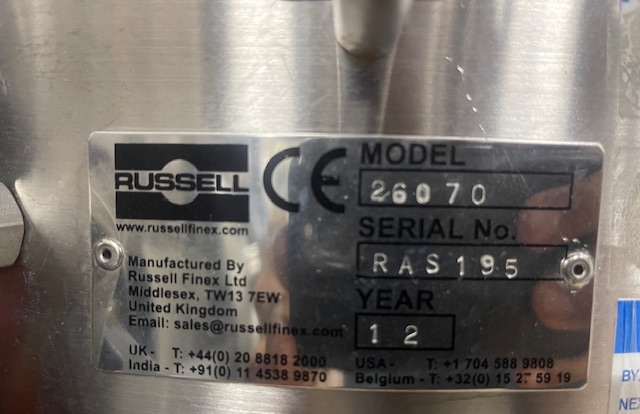 RUSSELL
www.russellfinex.com
CE
MODEL
26070
SERIAL No.
RAS195
YEAR
12
Manufactured By
Russell Finex Ltd
Middlesex, TW13 7EW
United Kingdom
Email: sales@russellfinex.com
UK - T: +44(0) 20 8818 2000
India - T: +91(0) 11 4538 9870
USA - T: +1 704 588 9808
Belgium - T: +32(0) 15 27 59 19
BY
NE